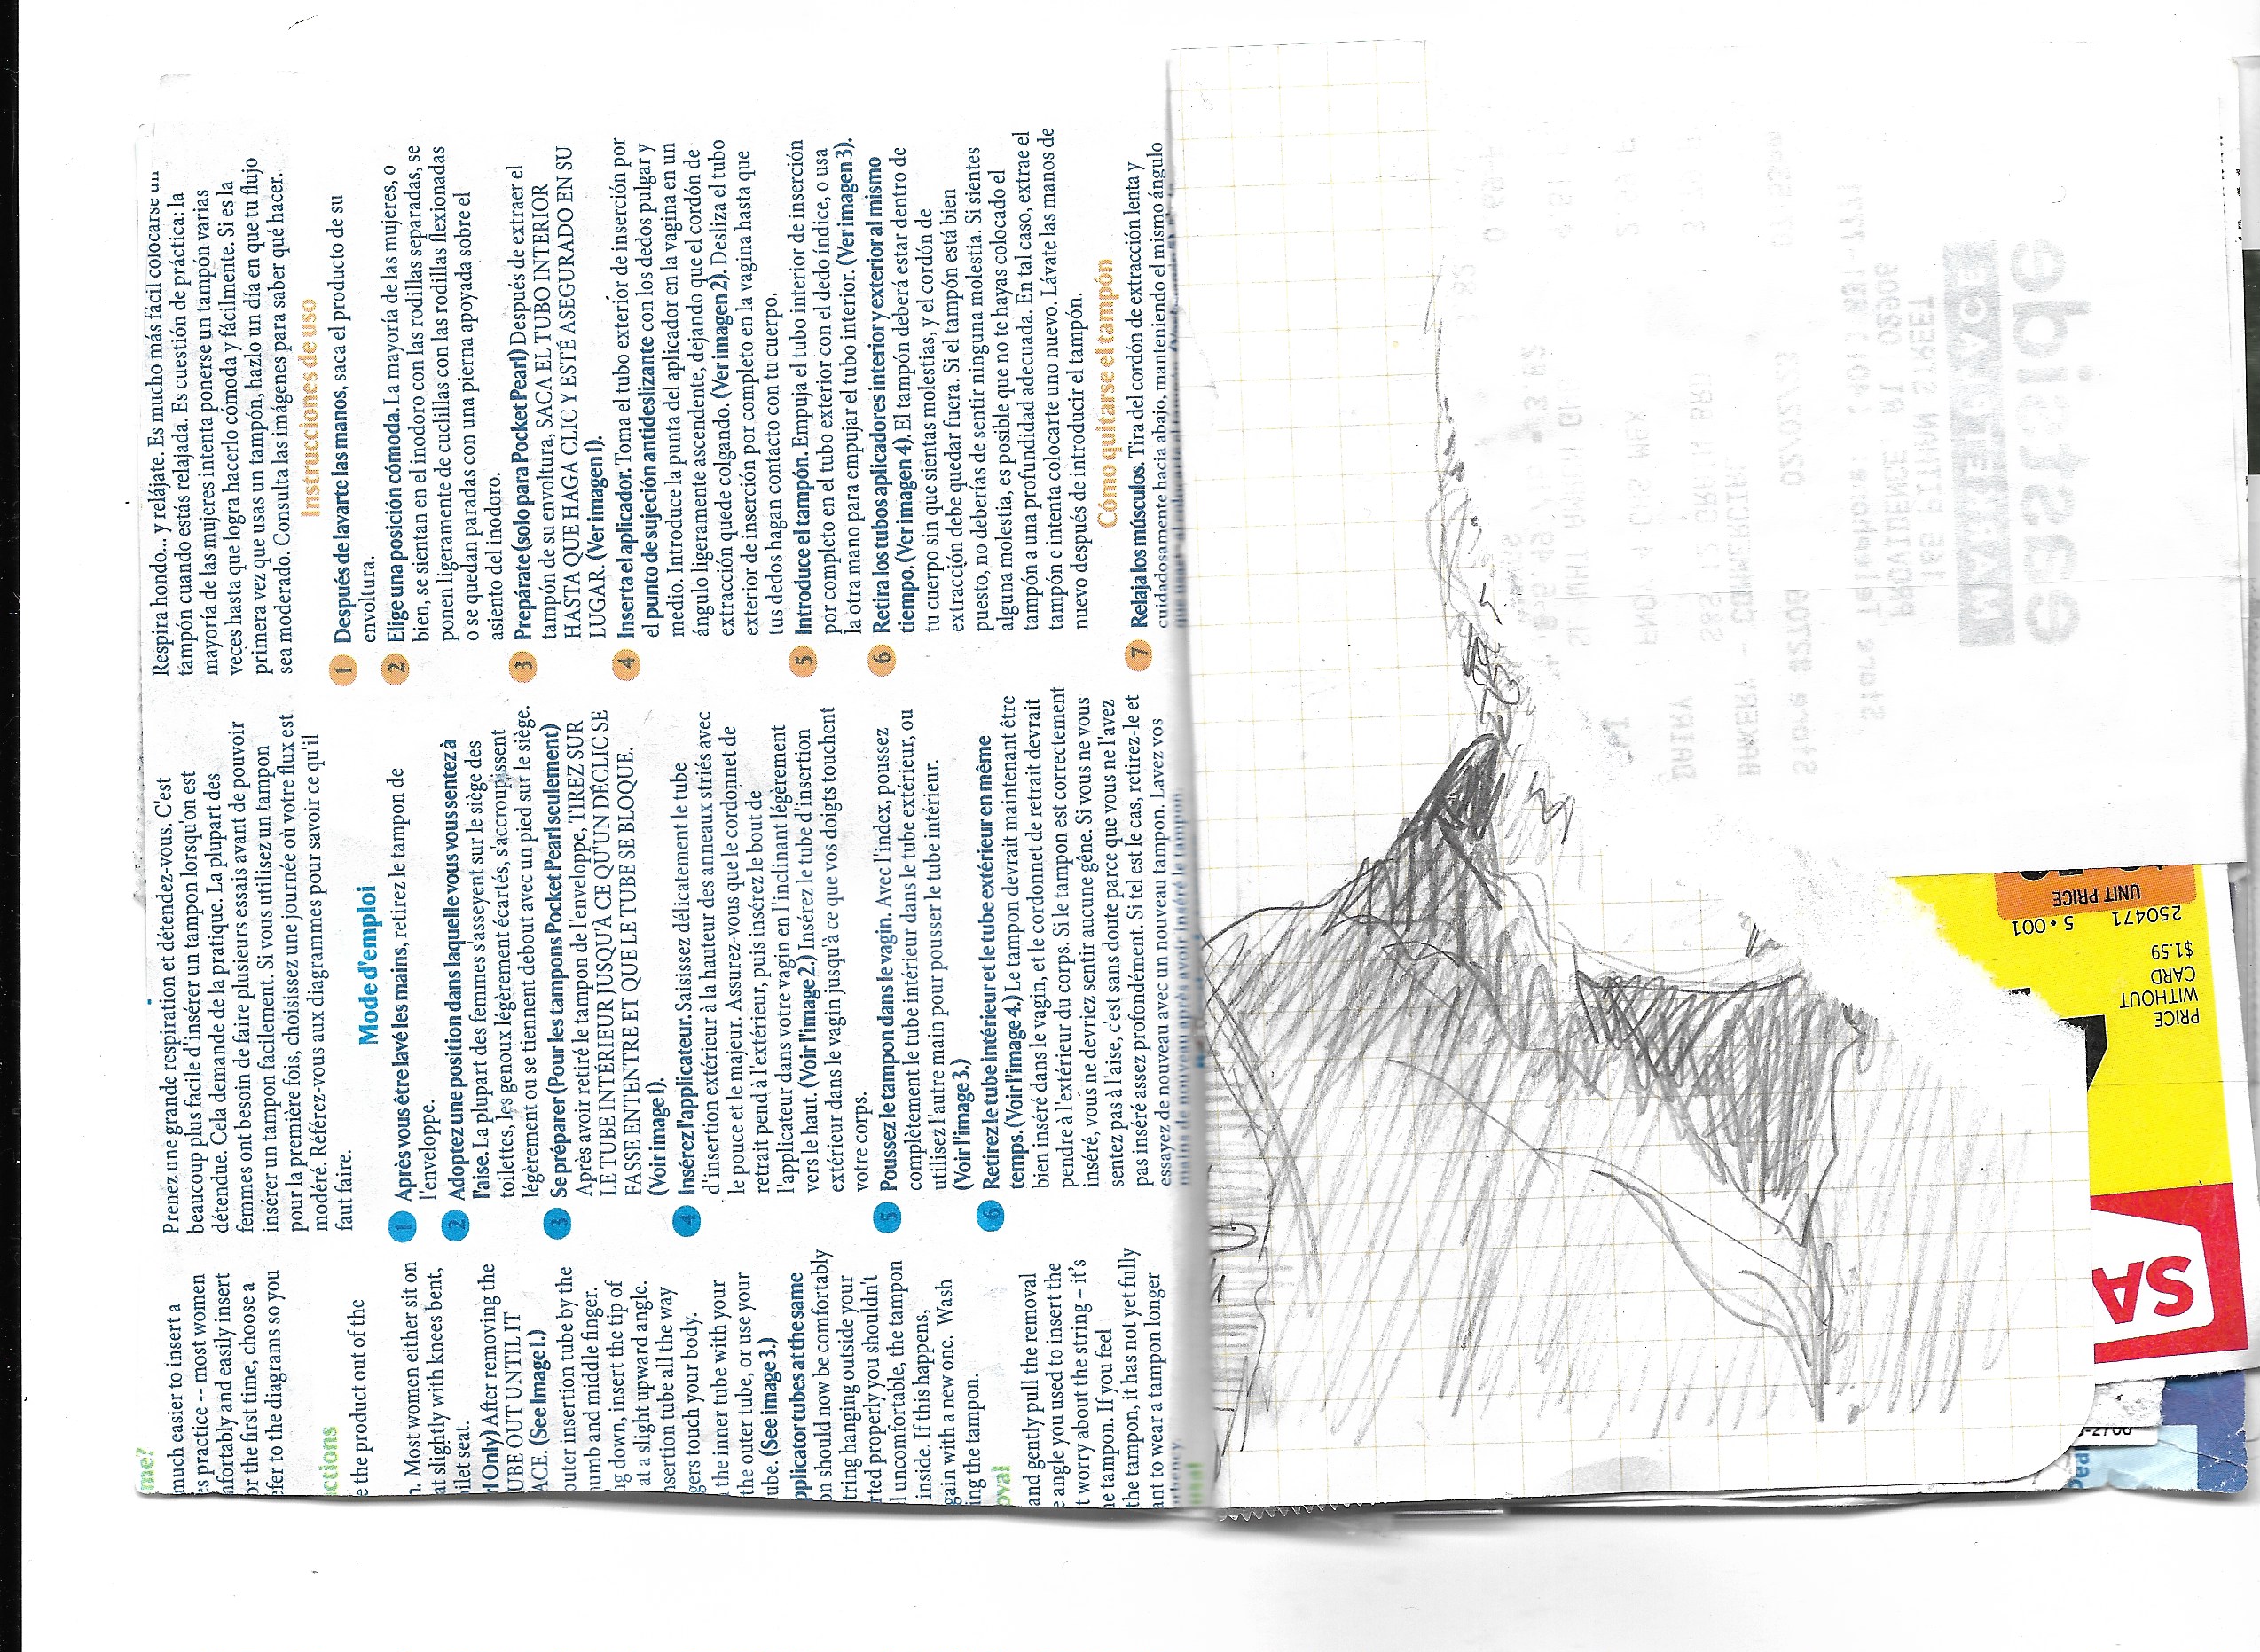 me?
much easier to insert a
es practice -- most women
nfortably and easily insert
or the first time, choose a
efer to the diagrams so you
ctions
e the product out of the
n. Most women either sit on
at slightly with knees bent,
ilet seat.
rl Only) After removing the
UBE OUT UNTIL IT
ACE. (See Image 1.)
outer insertion tube by the
umb and middle finger.
ng down, insert the tip of
at a slight upward angle.
nsertion tube all the way
gers touch your body.
the inner tube with your
the outer tube, or use your
ube. (See image 3.)
pplicator tubes at the same
on should now be comfortably
tring hanging outside your
rted properly you shouldn't
l uncomfortable, the tampon
inside. If this happens,
gain with a new one. Wash
ing the tampon.
oval
and gently pull the removal
e angle you used to insert the
t worry about the string – it's
ne tampon. If you feel
the tampon, it has not yet fully
ant to wear a tampon longer
Prenez une grande respiration et détendez-vous. C'est
beaucoup plus facile d'insérer un tampon lorsqu'on est
détendue. Cela demande de la pratique. La plupart des
femmes ont besoin de faire plusieurs essais avant de pouvoir
insérer un tampon facilement. Si vous utilisez un tampon
pour la première fois, choisissez une journée où votre flux est
modéré. Référez-vous aux diagrammes pour savoir ce qu'il
faut faire.
Mode d'emploi
1 Après vous être lavé les mains, retirez le tampon de
l'enveloppe.
2 Adoptez une position dans laquelle vous vous sentez à
l'aise. La plupart des femmes s'asseyent sur le siège des
toilettes, les genoux légèrement écartés, s'accroupissent
légèrement ou se tiennent debout avec un pied sur le siège.
3 Se préparer (Pour les tampons Pocket Pearl seulement)
Après avoir retiré le tampon de l'enveloppe, TIREZ SUR
LE TUBE INTÉRIEUR JUSQU'À CE QU'UN DÉCLIC SE
FASSE ENTENTRE ET QUE LE TUBE SE BLOQUE.
(Voir image 1).
4 Insérez l'applicateur. Saisissez délicatement le tube
d'insertion extérieur à la hauteur des anneaux striés avec
le pouce et le majeur. Assurez-vous que le cordonnet de
retrait pend à l'extérieur, puis insérez le bout de
l'applicateur dans votre vagin en l'inclinant légèrement
vers le haut. (Voir l'image 2.) Insérez le tube d'insertion
extérieur dans le vagin jusqu'à ce que vos doigts touchent
votre corps.
5 Poussez le tampon dans le vagin. Avec l'index, poussez
complètement le tube intérieur dans le tube extérieur, ou
utilisez l'autre main pour pousser le tube intérieur.
(Voir l'image 3.)
6 Retirez le tube intérieur et le tube extérieur en même
temps. (Voir l'image 4.) Le tampon devrait maintenant être
bien inséré dans le vagin, et le cordonnet de retrait devrait
pendre à l'extérieur du corps. Si le tampon est correctement
inséré, vous ne devriez sentir aucune gêne. Si vous ne vous
sentez pas à l'aise, c'est sans doute parce que vous ne l'avez
pas inséré assez profondément. Si tel est le cas, retirez-le et
essayez de nouveau avec un nouveau tampon. Lavez vos
mains de nouveau après avoir inséré le tampon.
Respira hondo... y relájate. Es mucho más fácil colocarse un
tampón cuando estás relajada. Es cuestión de práctica: la
mayoría de las mujeres intenta ponerse un tampón varias
veces hasta que logra hacerlo cómoda y fácilmente. Si es la
primera vez que usas un tampón, hazlo un día en que tu flujo
sea moderado. Consulta las imágenes para saber qué hacer.
Instrucciones de uso
1 Después de lavarte las manos, saca el producto de su
envoltura.
2 Elige una posición cómoda. La mayoría de las mujeres, o
bien, se sientan en el inodoro con las rodillas separadas, se
ponen ligeramente de cuclillas con las rodillas flexionadas
o se quedan paradas con una pierna apoyada sobre el
asiento del inodoro.
3 Prepárate (solo para Pocket Pearl) Después de extraer el
tampón de su envoltura, SACA EL TUBO INTERIOR
HASTA QUE HAGA CLIC Y ESTÉ ASEGURADO EN SU
LUGAR. (Ver imagen 1).
4 Inserta el aplicador. Toma el tubo exterior de inserción por
el punto de sujeción antideslizante con los dedos pulgar y
medio. Introduce la punta del aplicador en la vagina en un
ángulo ligeramente ascendente, dejando que el cordón de
extracción quede colgando. (Ver imagen 2). Desliza el tubo
exterior de inserción por completo en la vagina hasta que
tus dedos hagan contacto con tu cuerpo.
5 Introduce el tampón. Empuja el tubo interior de inserción
por completo en el tubo exterior con el dedo índice, o usa
la otra mano para empujar el tubo interior. (Ver imagen 3).
6 Retira los tubos aplicadores interior y exterior al mismo
tiempo. (Ver imagen 4). El tampón deberá estar dentro de
tu cuerpo sin que sientas molestias, y el cordón de
extracción debe quedar fuera. Si el tampón está bien
puesto, no deberías de sentir ninguna molestia. Si sientes
alguna molestia, es posible que no te hayas colocado el
tampón a una profundidad adecuada. En tal caso, extrae el
tampón e intenta colocarte uno nuevo. Lávate las manos de
nuevo después de introducir el tampón.
Cómo quitarse el tampón
7 Relaja los músculos. Tira del cordón de extracción lenta y
cuidadosamente hacia abajo, manteniendo el mismo ángulo
eastside
MARKETPLACE
165 PITMAN STREET
PROVIDENCE RI 02906
Store #2706
BAKERY - COMMERCIAL
DAIRY
UNIT PRICE
250471 5•001
$1.59
PRICE
WITHOUT
CARD
SA